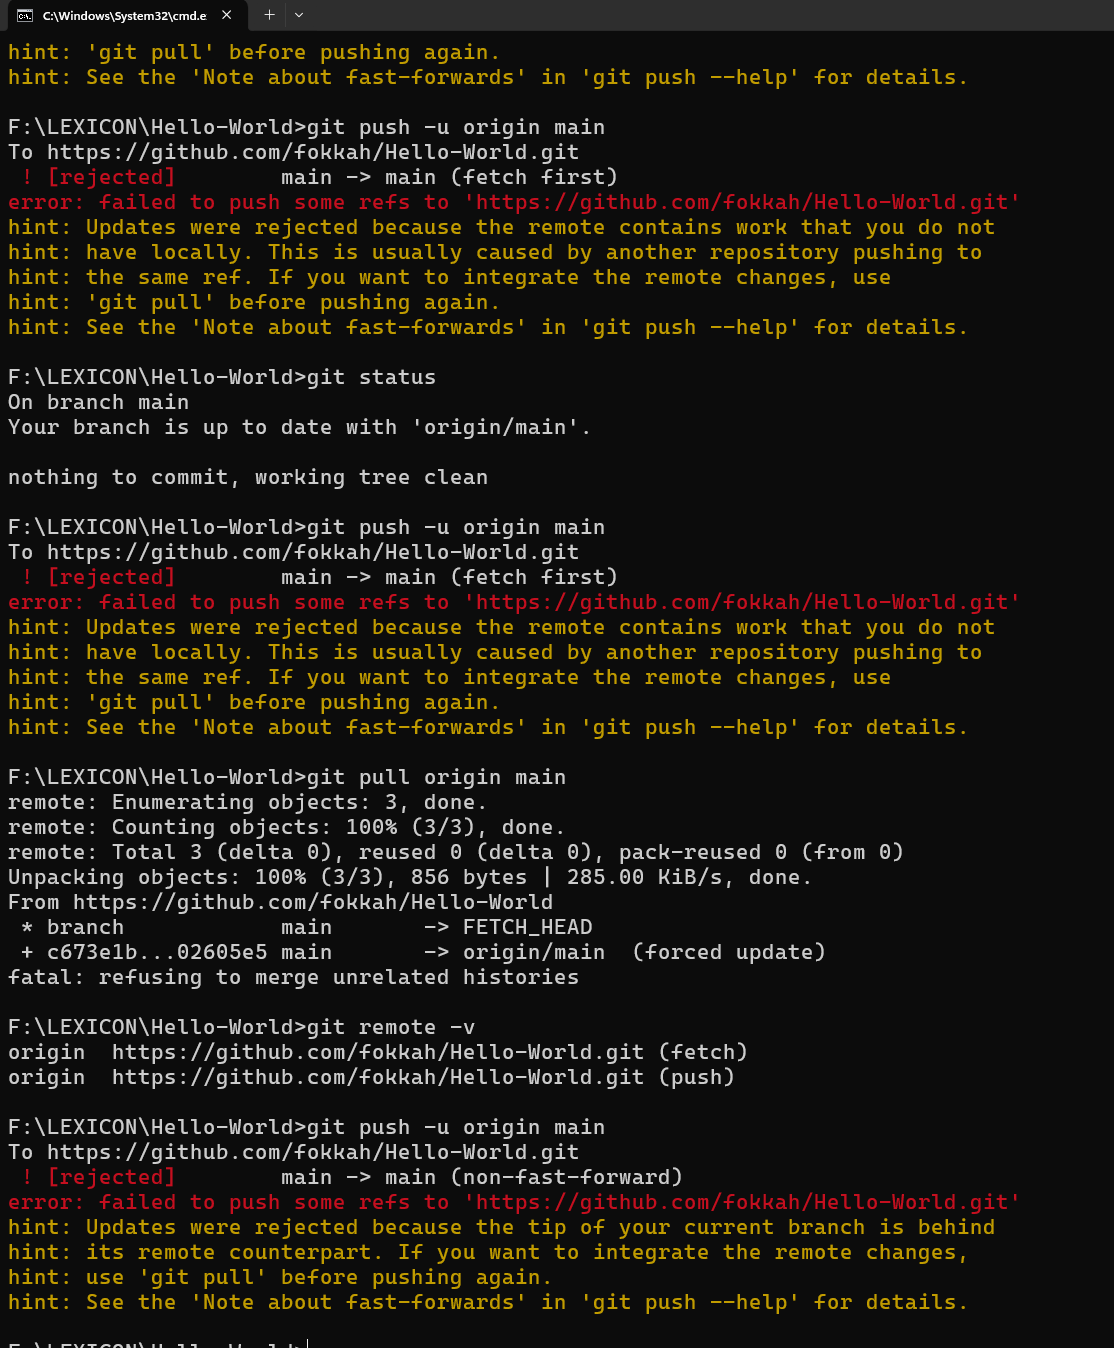 C:\Windows\System32\cmd.e
hint: 'git pull' before pushing again.
hint: See the 'Note about fast-forwards' in 'git push --help' for details.
F:\LEXICON\Hello-World>git push -u origin main
To https://github.com/fokkah/Hello-World.git
 ! [rejected]        main -> main (fetch first)
error: failed to push some refs to 'https://github.com/fokkah/Hello-World.git'
hint: Updates were rejected because the remote contains work that you do not
hint: have locally. This is usually caused by another repository pushing to
hint: the same ref. If you want to integrate the remote changes, use
hint: 'git pull' before pushing again.
hint: See the 'Note about fast-forwards' in 'git push --help' for details.
F:\LEXICON\Hello-World>git status
On branch main
Your branch is up to date with 'origin/main'.
nothing to commit, working tree clean
F:\LEXICON\Hello-World>git push -u origin main
To https://github.com/fokkah/Hello-World.git
 ! [rejected]        main -> main (fetch first)
error: failed to push some refs to 'https://github.com/fokkah/Hello-World.git'
hint: Updates were rejected because the remote contains work that you do not
hint: have locally. This is usually caused by another repository pushing to
hint: the same ref. If you want to integrate the remote changes, use
hint: 'git pull' before pushing again.
hint: See the 'Note about fast-forwards' in 'git push --help' for details.
F:\LEXICON\Hello-World>git pull origin main
remote: Enumerating objects: 3, done.
remote: Counting objects: 100% (3/3), done.
remote: Total 3 (delta 0), reused 0 (delta 0), pack-reused 0 (from 0)
Unpacking objects: 100% (3/3), 856 bytes | 285.00 KiB/s, done.
From https://github.com/fokkah/Hello-World
 * branch            main       -> FETCH_HEAD
 + c673e1b...02605e5 main       -> origin/main  (forced update)
fatal: refusing to merge unrelated histories
F:\LEXICON\Hello-World>git remote -v
origin  https://github.com/fokkah/Hello-World.git (fetch)
origin  https://github.com/fokkah/Hello-World.git (push)
F:\LEXICON\Hello-World>git push -u origin main
To https://github.com/fokkah/Hello-World.git
 ! [rejected]        main -> main (non-fast-forward)
error: failed to push some refs to 'https://github.com/fokkah/Hello-World.git'
hint: Updates were rejected because the tip of your current branch is behind
hint: its remote counterpart. If you want to integrate the remote changes,
hint: use 'git pull' before pushing again.
hint: See the 'Note about fast-forwards' in 'git push --help' for details.
F:\LEXICON\Hello-World>